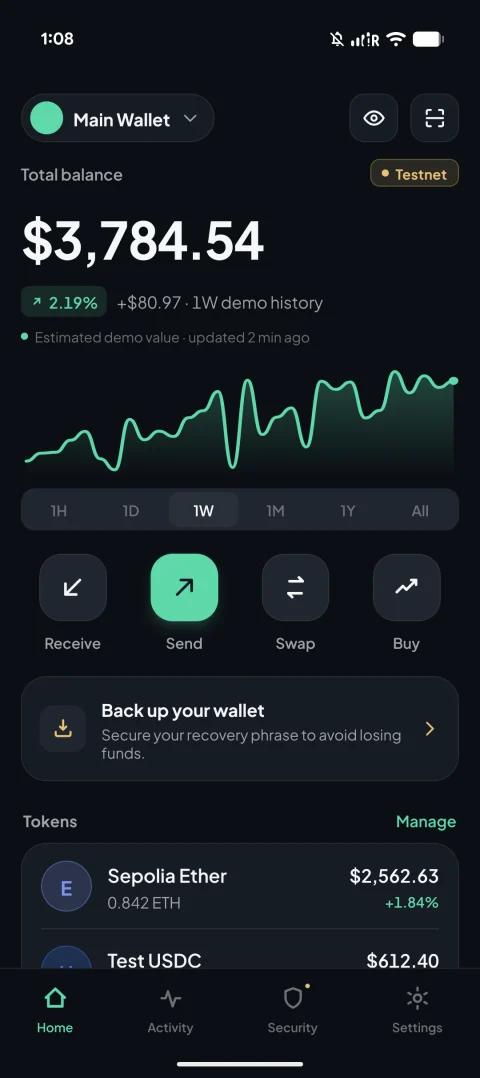 1:08
Main Wallet
Total balance
Testnet
$3,784.54
2.19% +$80.97 · 1W demo history
Estimated demo value · updated 2 min ago
1H 1D 1W 1M 1Y All
Receive Send Swap Buy
Back up your wallet
Secure your recovery phrase to avoid losing
funds.
Tokens Manage
E
Sepolia Ether $2,562.63
0.842 ETH +1.84%
Test USDC $612.40
Home Activity Security Settings